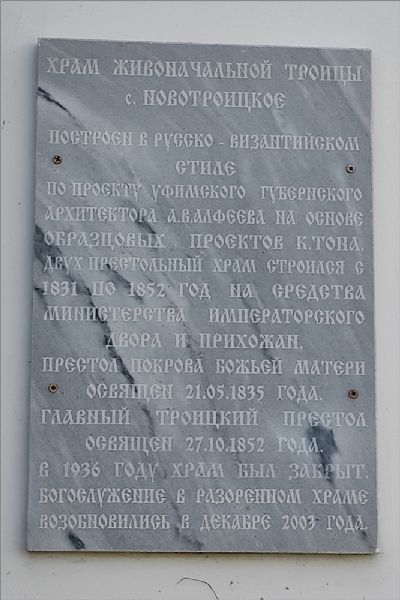 ХРАМ ЖИВОНАЧАЛЬНОЙ ТРОИЦЫ
с. НОВОТРОИЦКОЕ
ПОСТРОЕН В РУССКО - ВИЗАНТИЙСКОМ
СТИЛЕ
ПО ПРОЕКТУ УФИМСКОГО ГУБЕРНСКОГО
АРХИТЕКТОРА А.В.АЛФЕЕВА НА ОСНОВЕ
ОБРАЗЦОВЫХ ПРОЕКТОВ К.ТОНА.
ДВУХ ПРЕСТОЛЬНЫЙ ХРАМ СТРОИЛСЯ С
1831 ПО 1852 ГОД НА СРЕДСТВА
МИНИСТЕРСТВА ИМПЕРАТОРСКОГО
ДВОРА И ПРИХОЖАН.
ПРЕСТОЛ ПОКРОВА БОЖЬЕЙ МАТЕРИ
ОСВЯЩЕН 21.05.1835 ГОДА.
ГЛАВНЫЙ ТРОИЦКИЙ ПРЕСТОЛ
ОСВЯЩЕН 27.10.1852 ГОДА.
В 1936 ГОДУ ХРАМ БЫЛ ЗАКРЫТ.
БОГОСЛУЖЕНИЕ В РАЗОРЕННОМ ХРАМЕ
ВОЗОБНОВИЛИСЬ В ДЕКАБРЕ 2003 ГОДА.